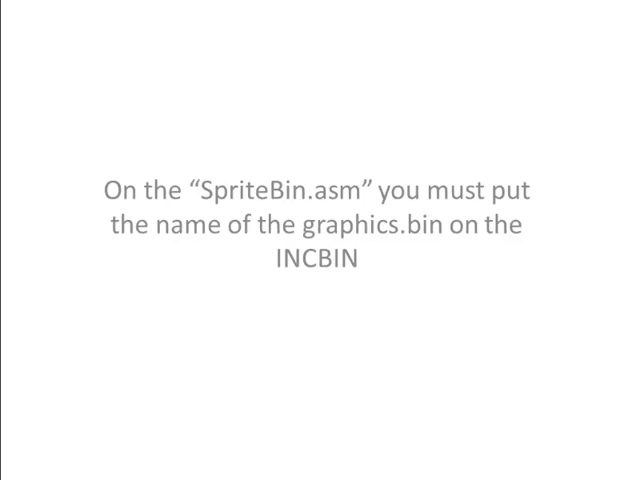 On the “SpriteBin.asm” you must put
the name of the graphics.bin on the
INCBIN